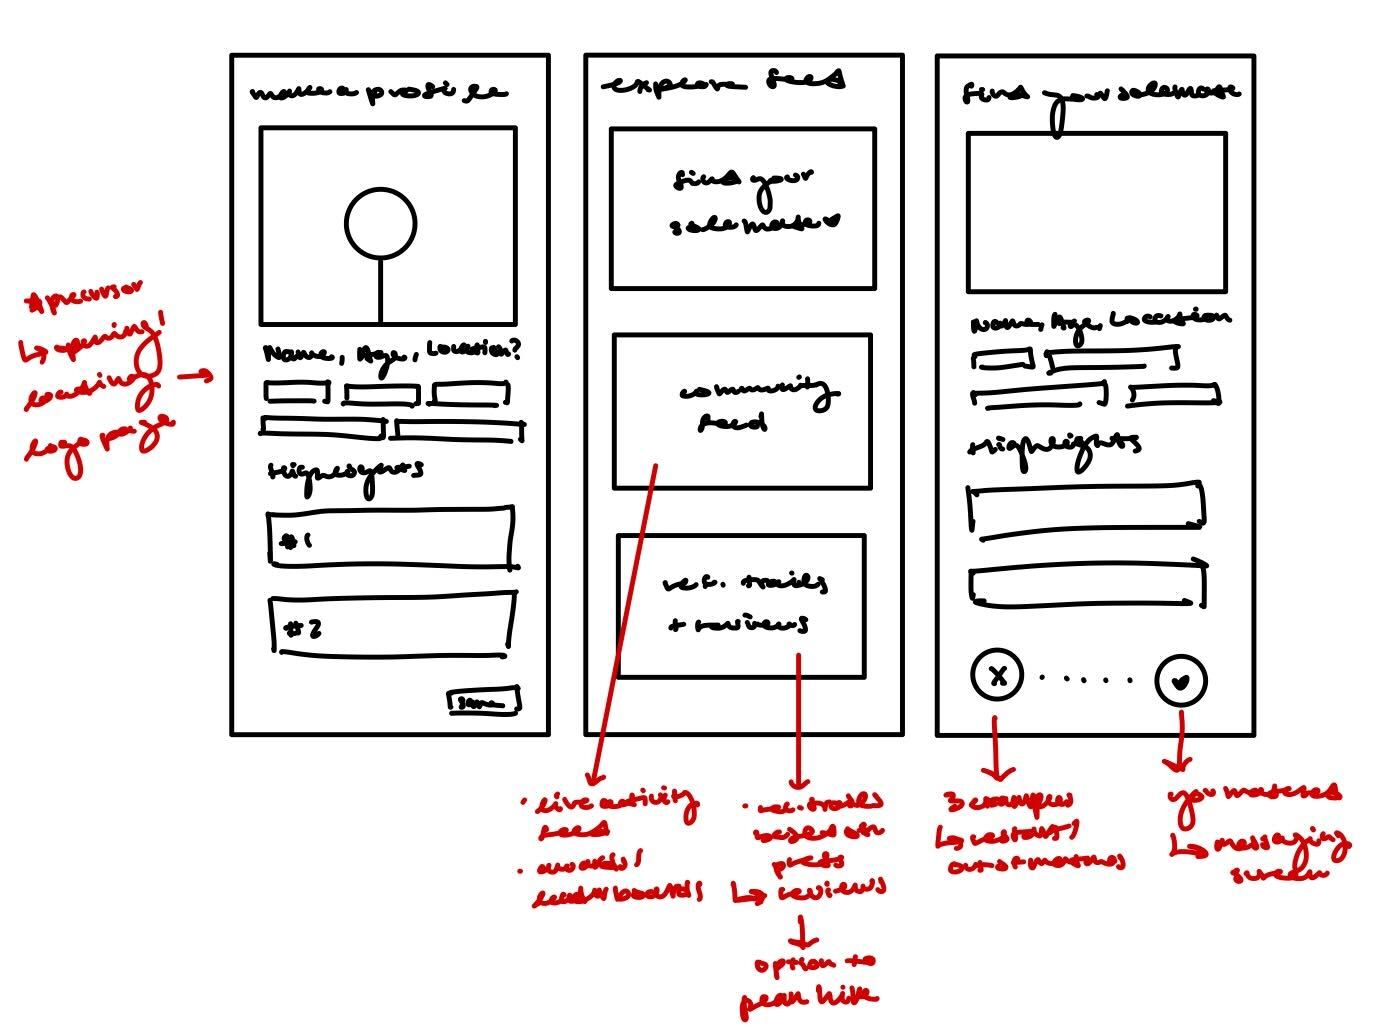 * precursor
↳ opening/
loading
logo page
make a profile
Name, Age, Location?
Highlights
#1
#2
save
explore feed
find your
solemate ♥
community
feed
rec. trails
+ reviews
find your solemate
Name, Age, Location
Highlights
X
♥
• live activity
feed
• awards/
leaderboards
• rec. trails
based on
prefs
↳ reviews
option to
plan hike
3 examples
↳ restart/
out of matches
you matched
↳ messaging
screen